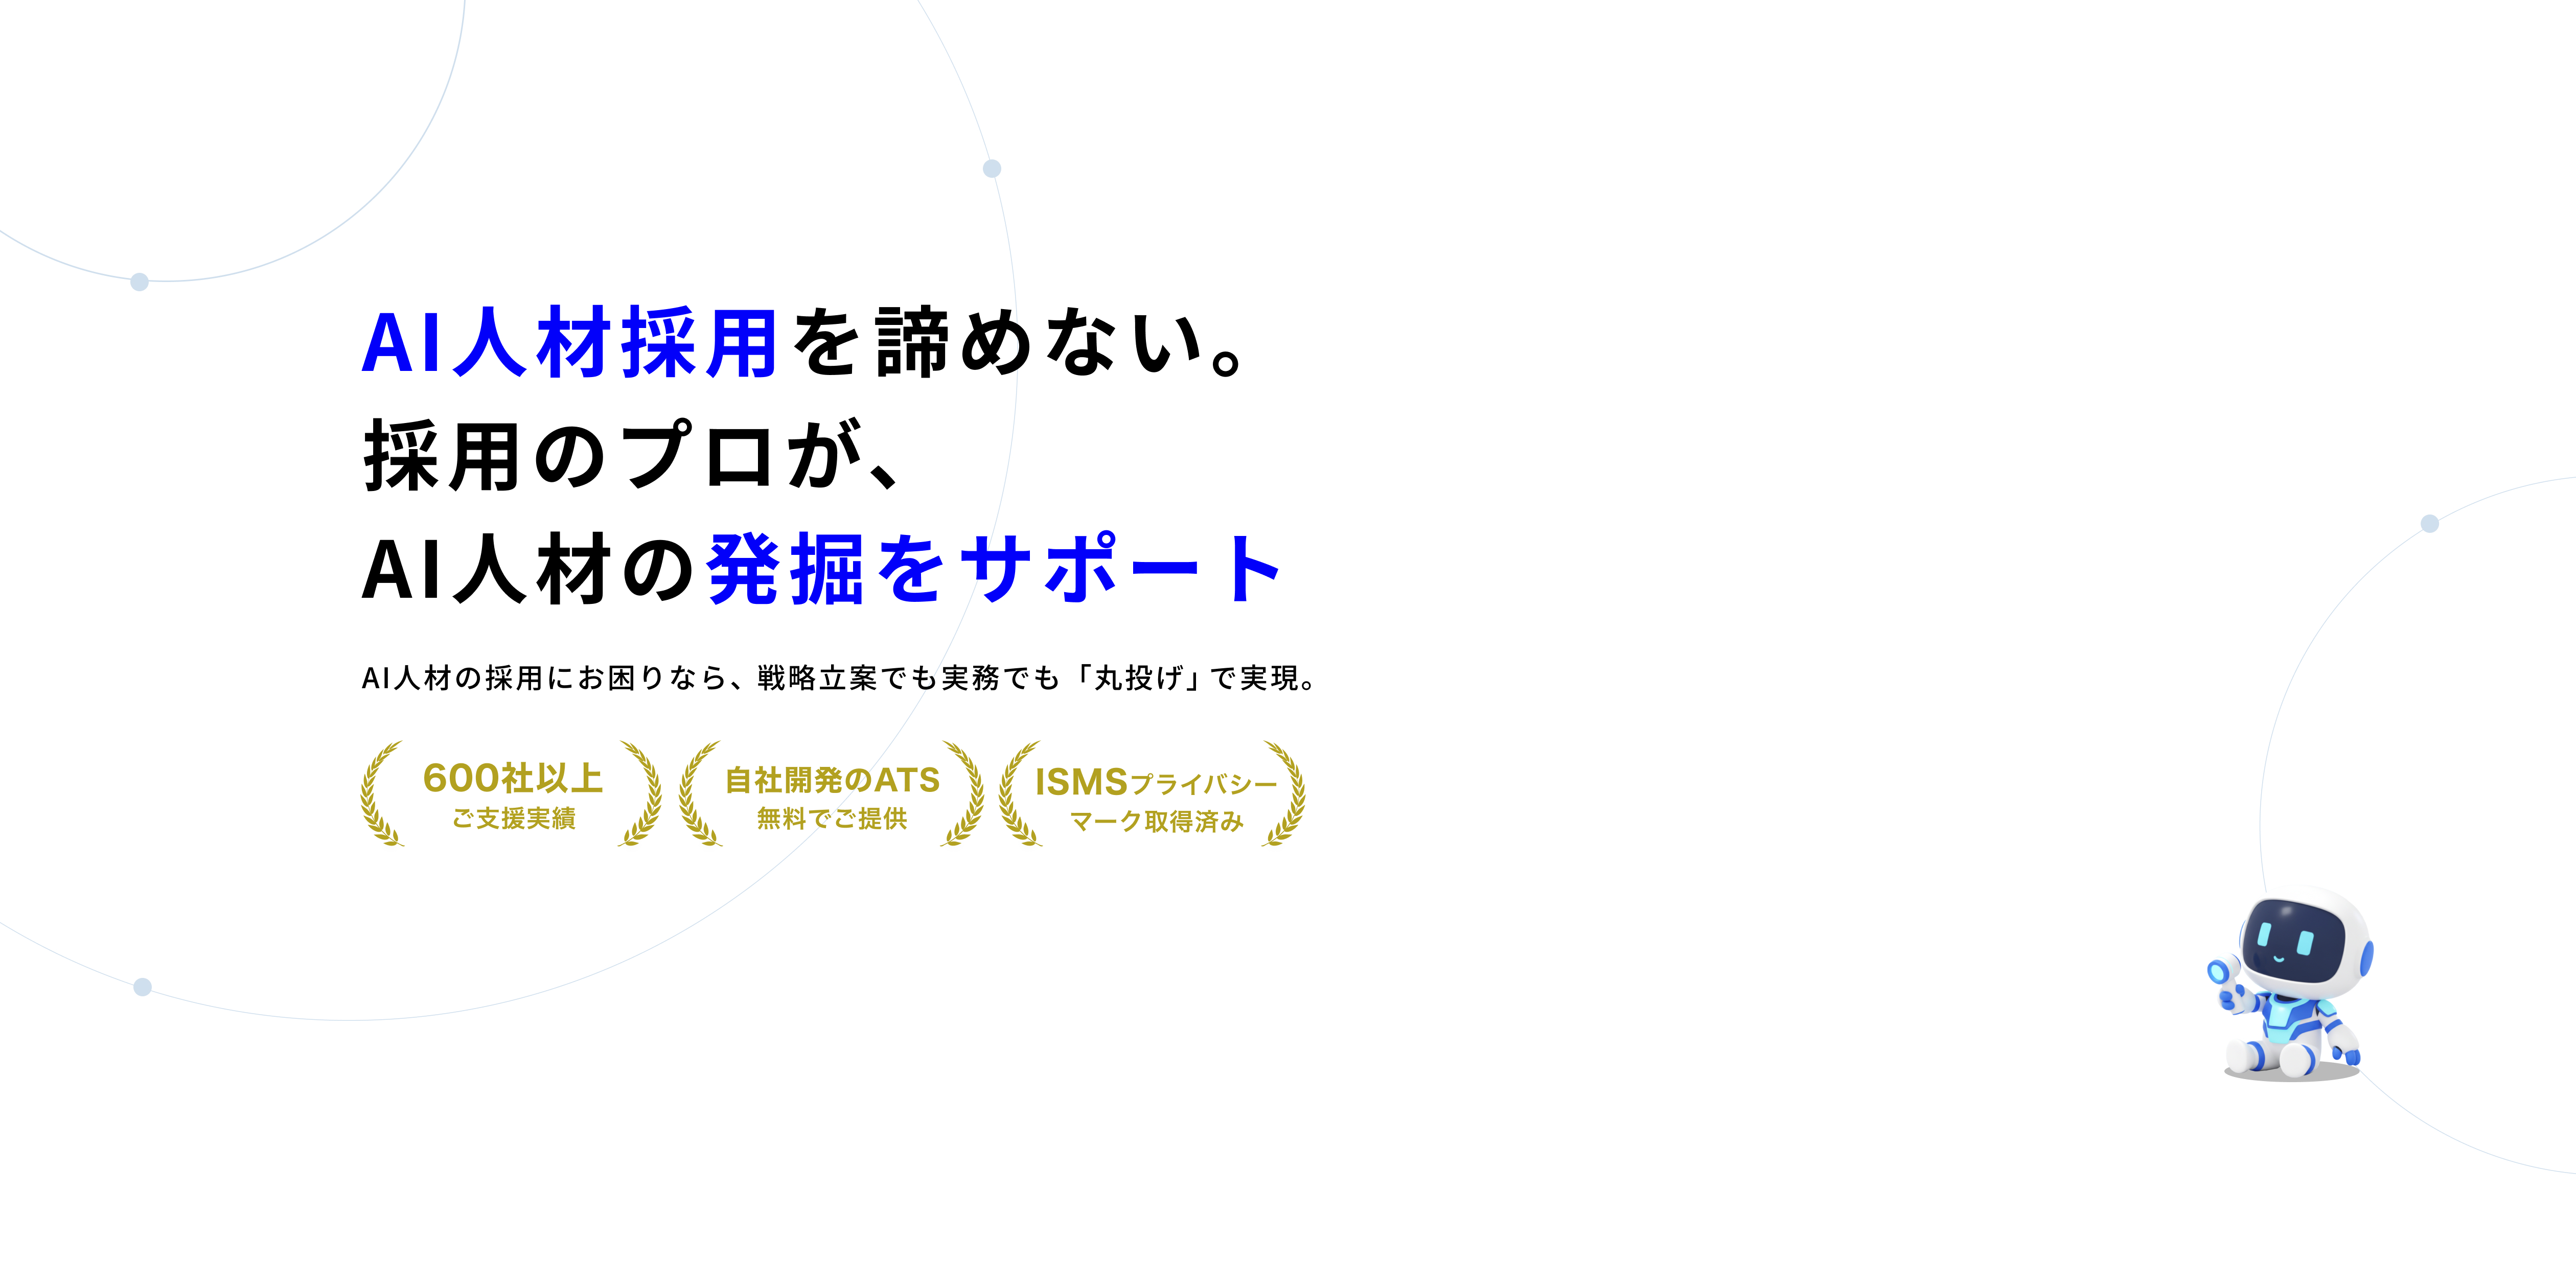 AI人材採用を諦めない。
採用のプロが、
AI人材の発掘をサポート
AI人材の採用にお困りなら、戦略立案でも実務でも「丸投げ」で実現。
600社以上
ご支援実績
自社開発のATS
無料でご提供
ISMSプライバシー
マーク取得済み